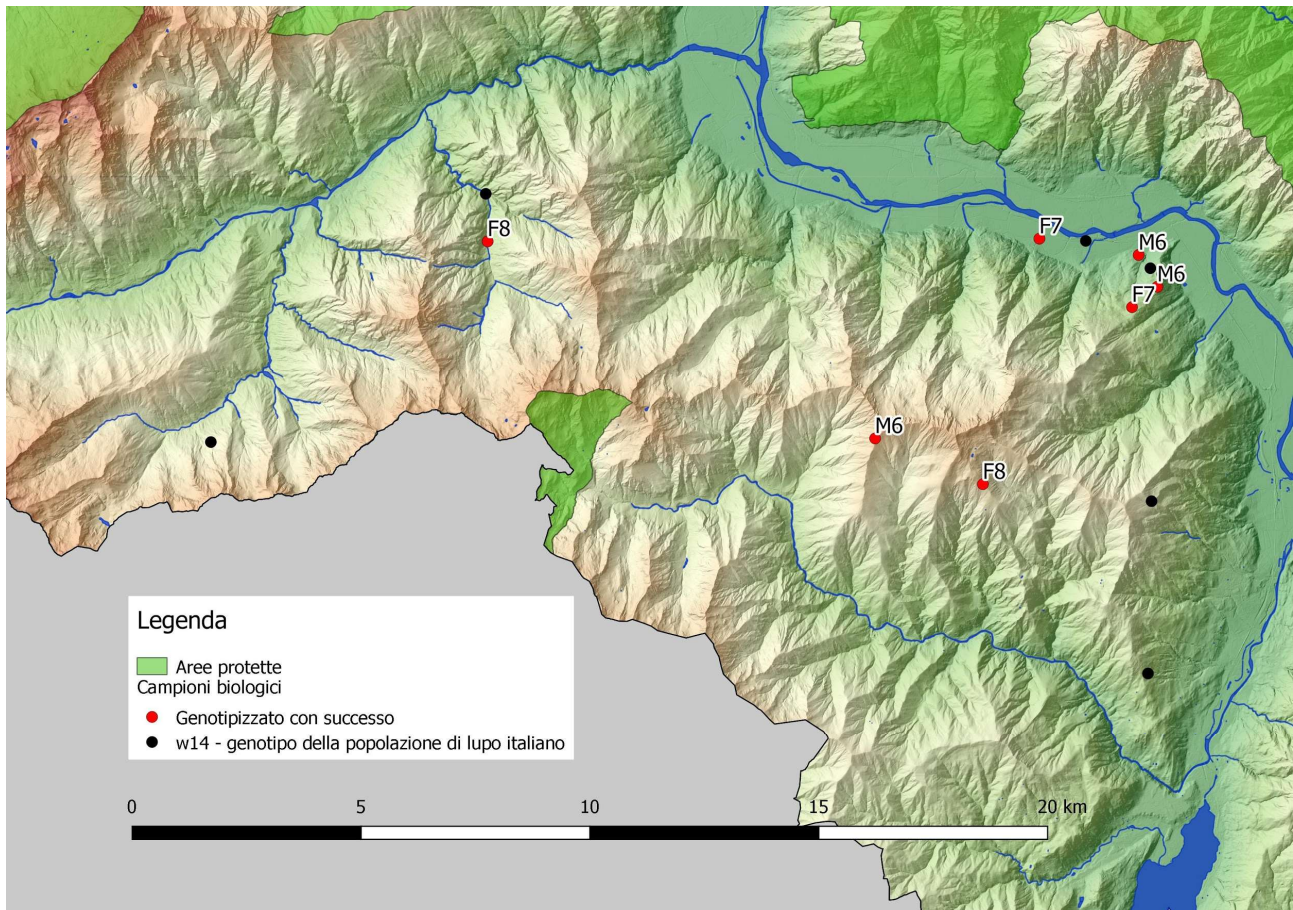 F8
F7
M6
M6
F7
M6
F8
Legenda
Aree protette
Campioni biologici
Genotipizzato con successo
w14 - genotipo della popolazione di lupo italiano
0 5 10 15 20 km